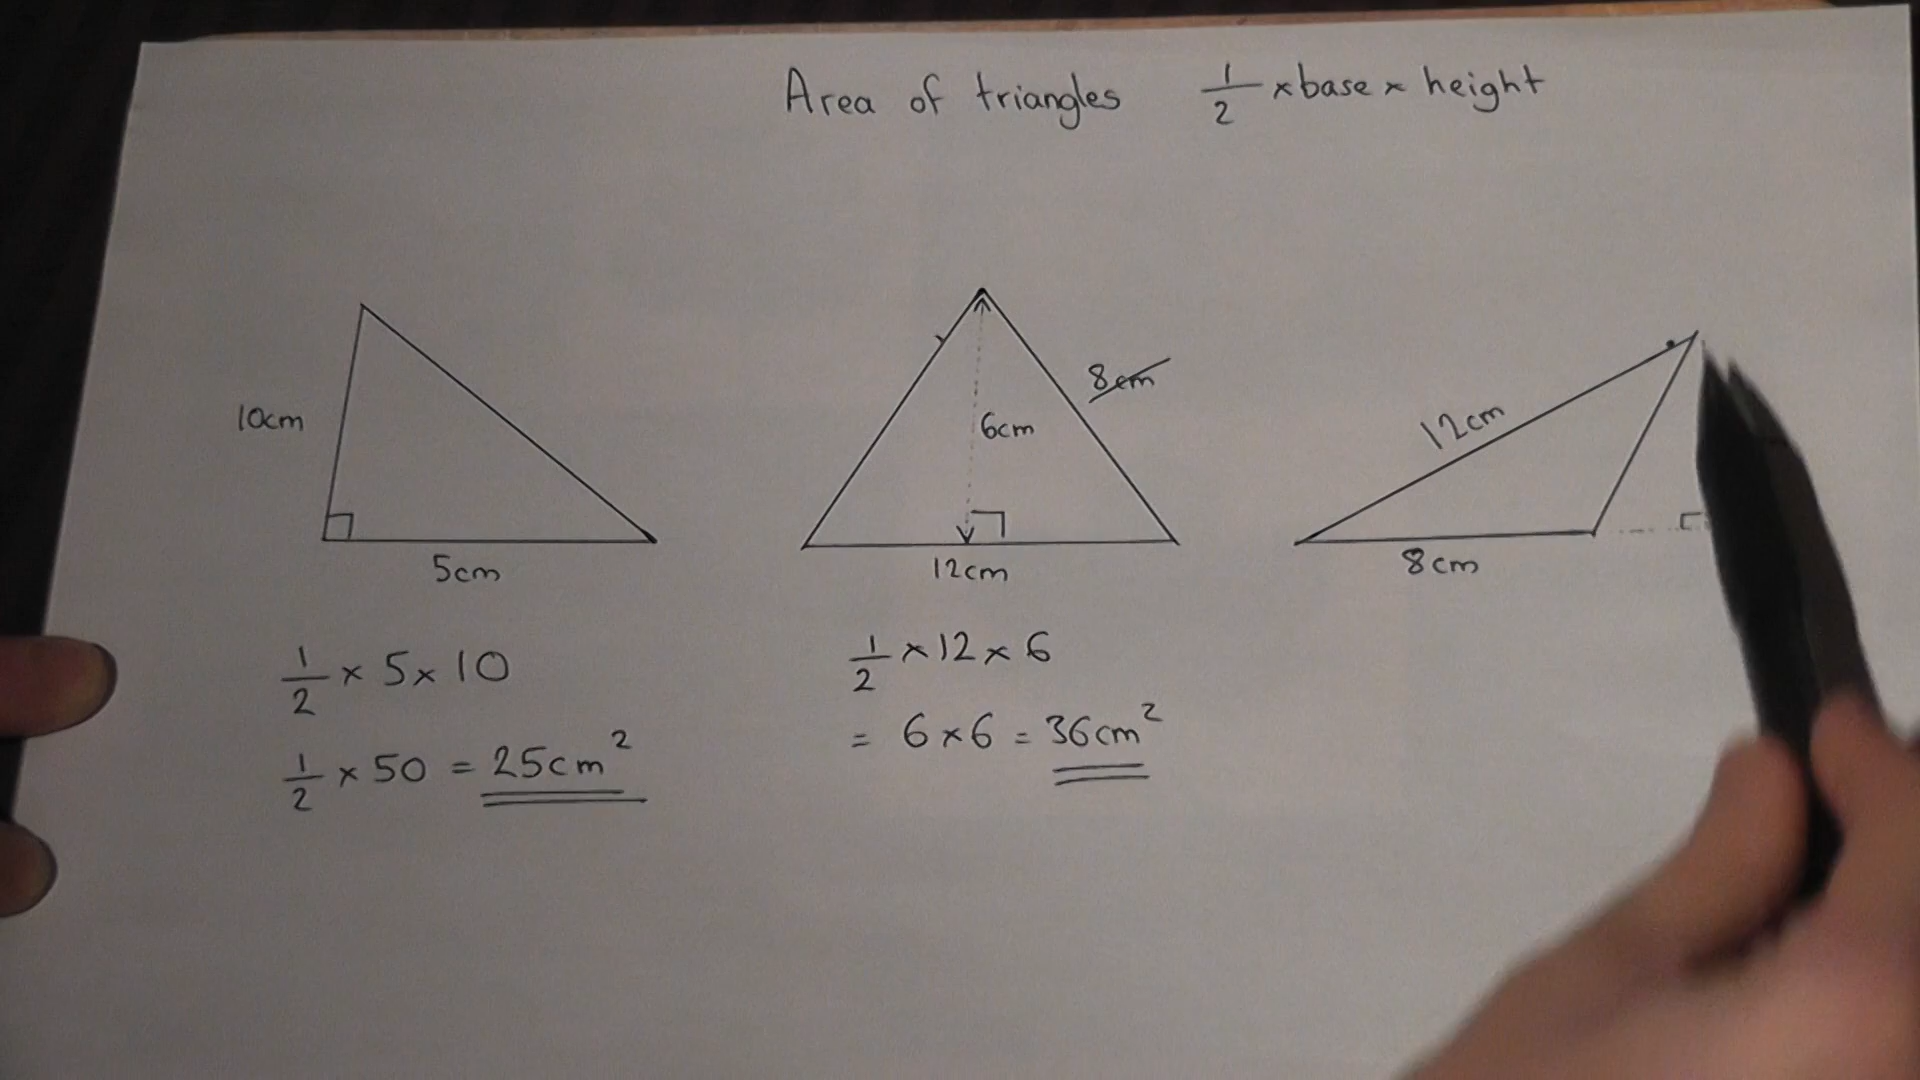 Area of triangles 1/2 × base × height
10cm
5cm
1/2 × 5 × 10
1/2 × 50 = 25cm²
8cm
6cm
12cm
1/2 × 12 × 6
= 6 × 6 = 36cm²
12cm
8cm